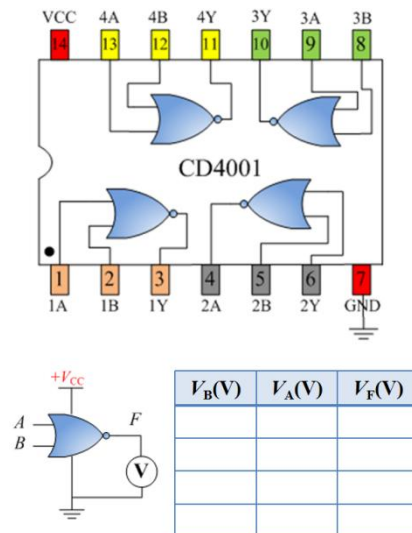 VCC 4A 4B 4Y 3Y 3A 3B
14 13 12 11 10 9 8
CD4001
1 2 3 4 5 6 7
1A 1B 1Y 2A 2B 2Y GND
+VCC
A
B
F
V
VB(V) VA(V) VF(V)